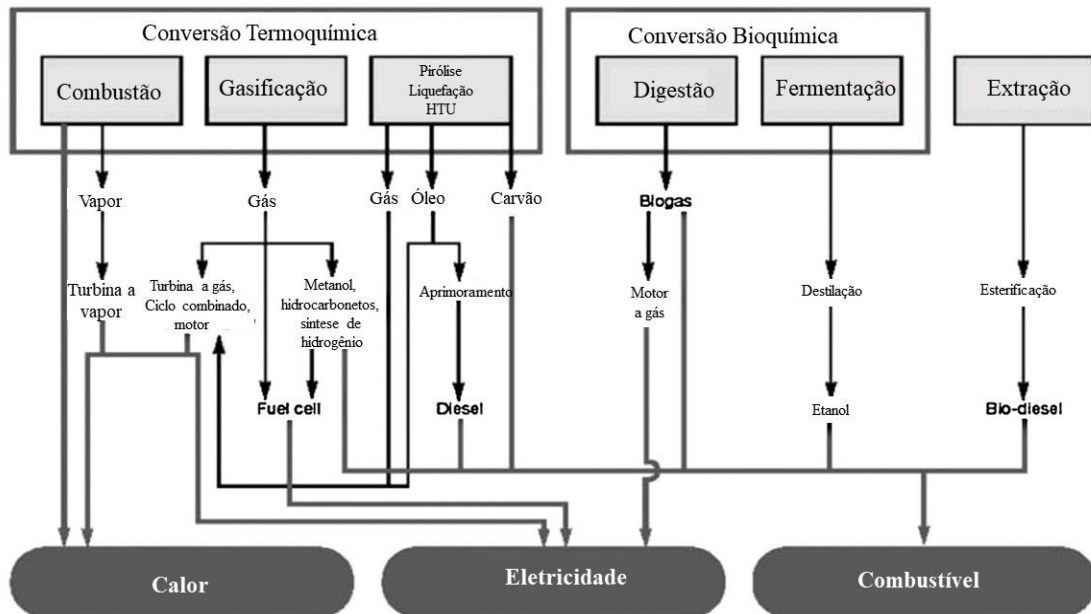 Conversão Termoquímica
Conversão Bioquímica
Combustão
Gasificação
Pirólise
Liquefação
HTU
Digestão
Fermentação
Extração
Vapor
Gás
Gás
Óleo
Carvão
Biogas
Turbina a
vapor
Turbina a gás,
Ciclo combinado,
motor
Metanol,
hidrocarbonetos,
síntese de
hidrogênio
Aprimoramento
Motor
a gás
Destilação
Esterificação
Fuel cell
Diesel
Etanol
Bio-diesel
Calor
Eletricidade
Combustível